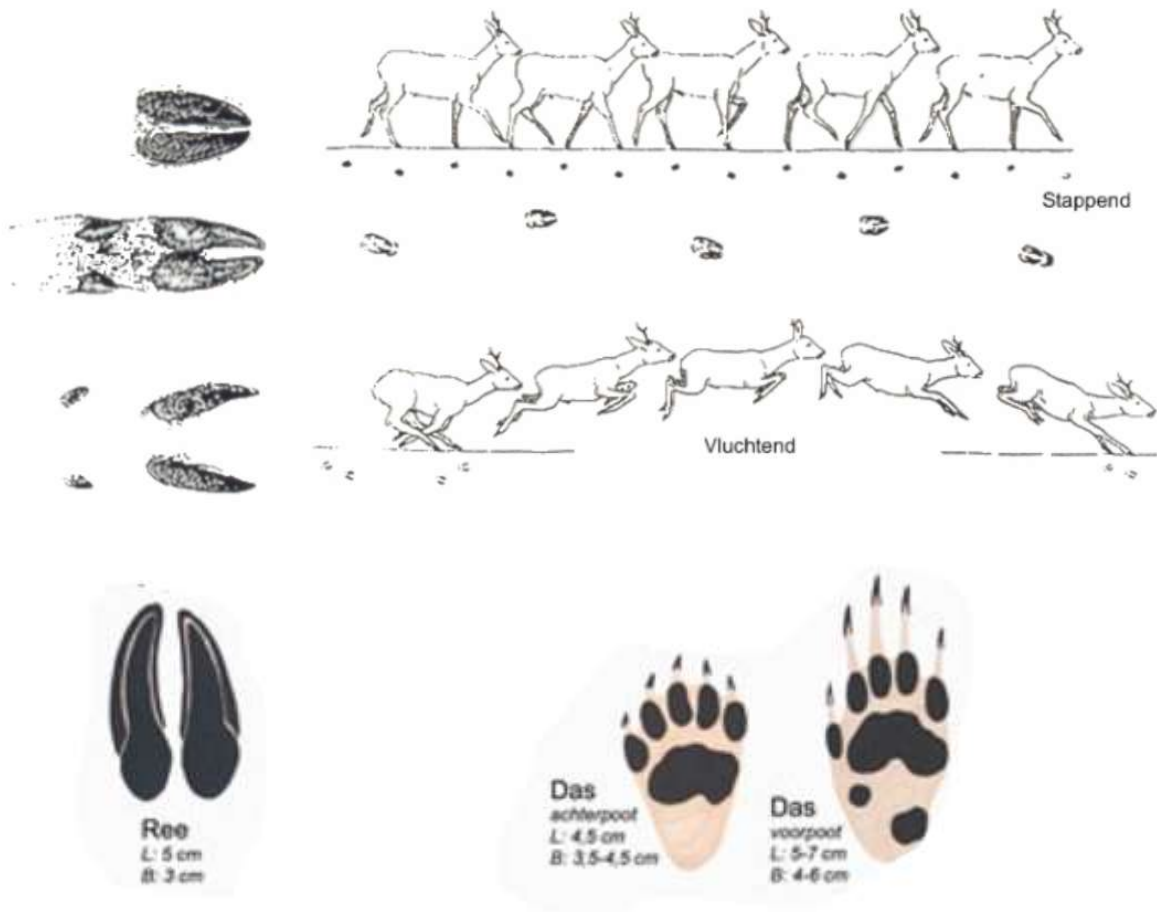 Stappend
Vluchtend
Ree
L: 5 cm
B: 3 cm
Das
achterpoot
L: 4,5 cm
B: 3,5-4,5 cm
Das
voorpoot
L: 5-7 cm
B: 4-6 cm